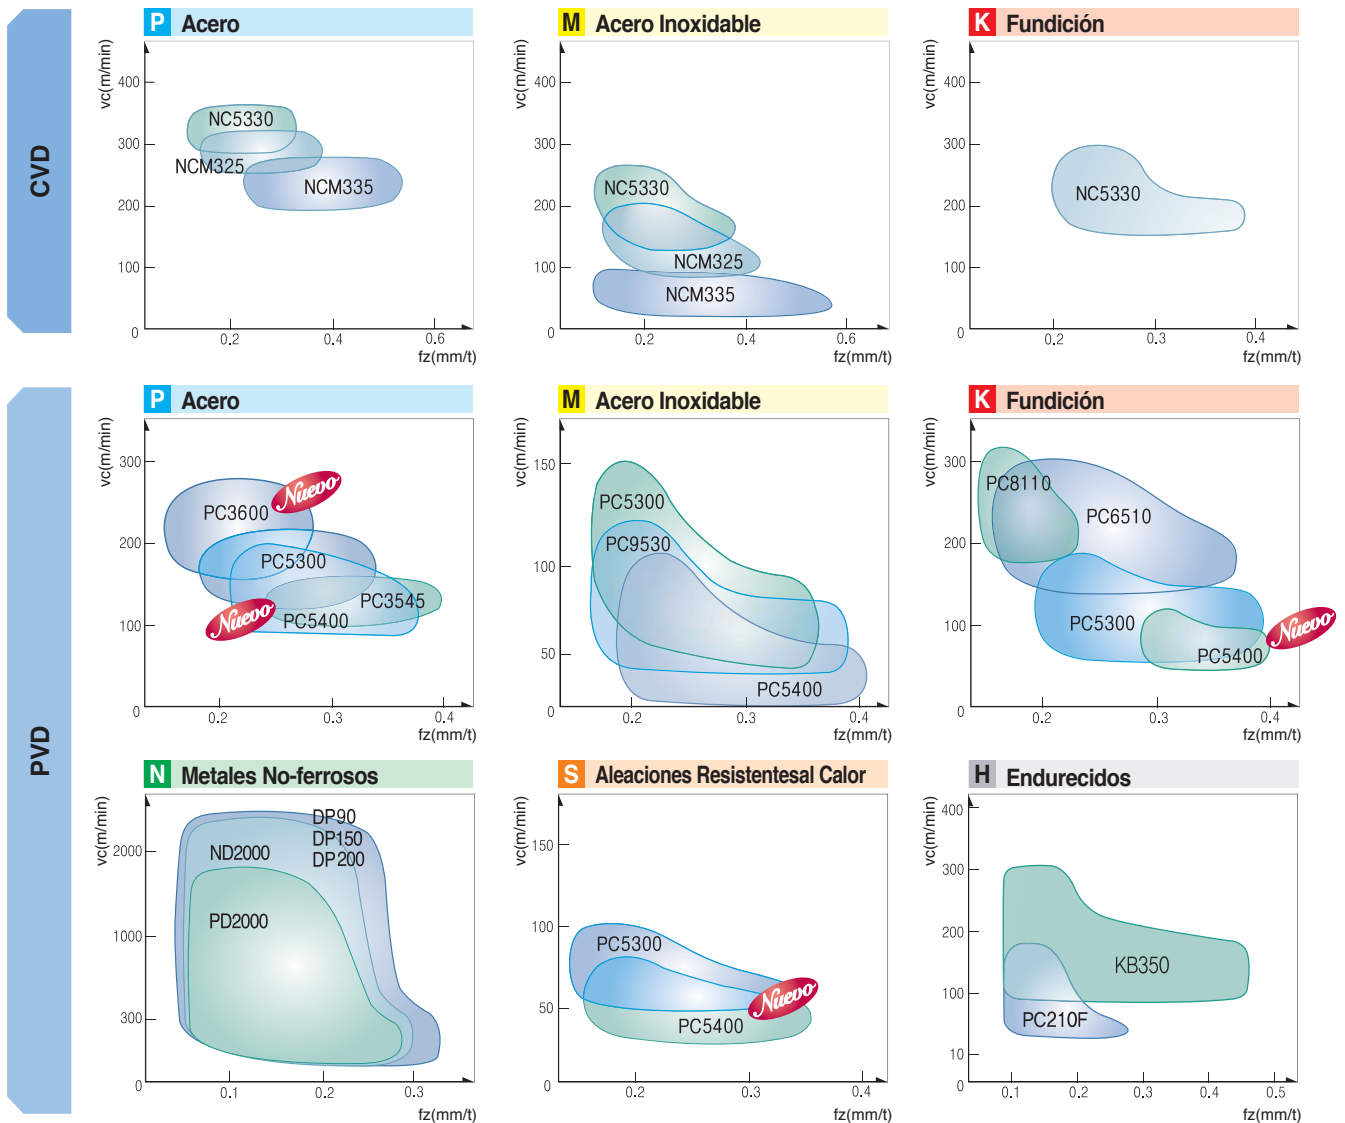 CVD
P Acero
vc(m/min)
400
300
200
100
0
NC5330
NCM325
NCM335
0.2
0.4
0.6
fz(mm/t)
M Acero Inoxidable
vc(m/min)
400
300
200
100
0
NC5330
NCM325
NCM335
0.2
0.4
0.6
fz(mm/t)
K Fundición
vc(m/min)
400
300
200
100
0
NC5330
0.2
0.3
0.4
fz(mm/t)
PVD
P Acero
vc(m/min)
300
200
100
0
PC3600
Nuevo
PC5300
PC3545
Nuevo
PC5400
0.2
0.3
0.4
fz(mm/t)
M Acero Inoxidable
vc(m/min)
150
100
50
0
PC5300
PC9530
PC5400
0.2
0.3
0.4
fz(mm/t)
K Fundición
vc(m/min)
300
200
100
0
PC8110
PC6510
PC5300
PC5400
Nuevo
0.2
0.3
0.4
fz(mm/t)
N Metales No-ferrosos
vc(m/min)
2000
1000
300
0
DP90
DP150
DP200
ND2000
PD2000
0.1
0.2
0.3
fz(mm/t)
S Aleaciones Resistentesal Calor
vc(m/min)
150
100
50
0
PC5300
Nuevo
PC5400
0.2
0.3
0.4
fz(mm/t)
H Endurecidos
vc(m/min)
400
300
200
100
10
0
KB350
PC210F
0.1
0.2
0.3
0.4
0.5
fz(mm/t)